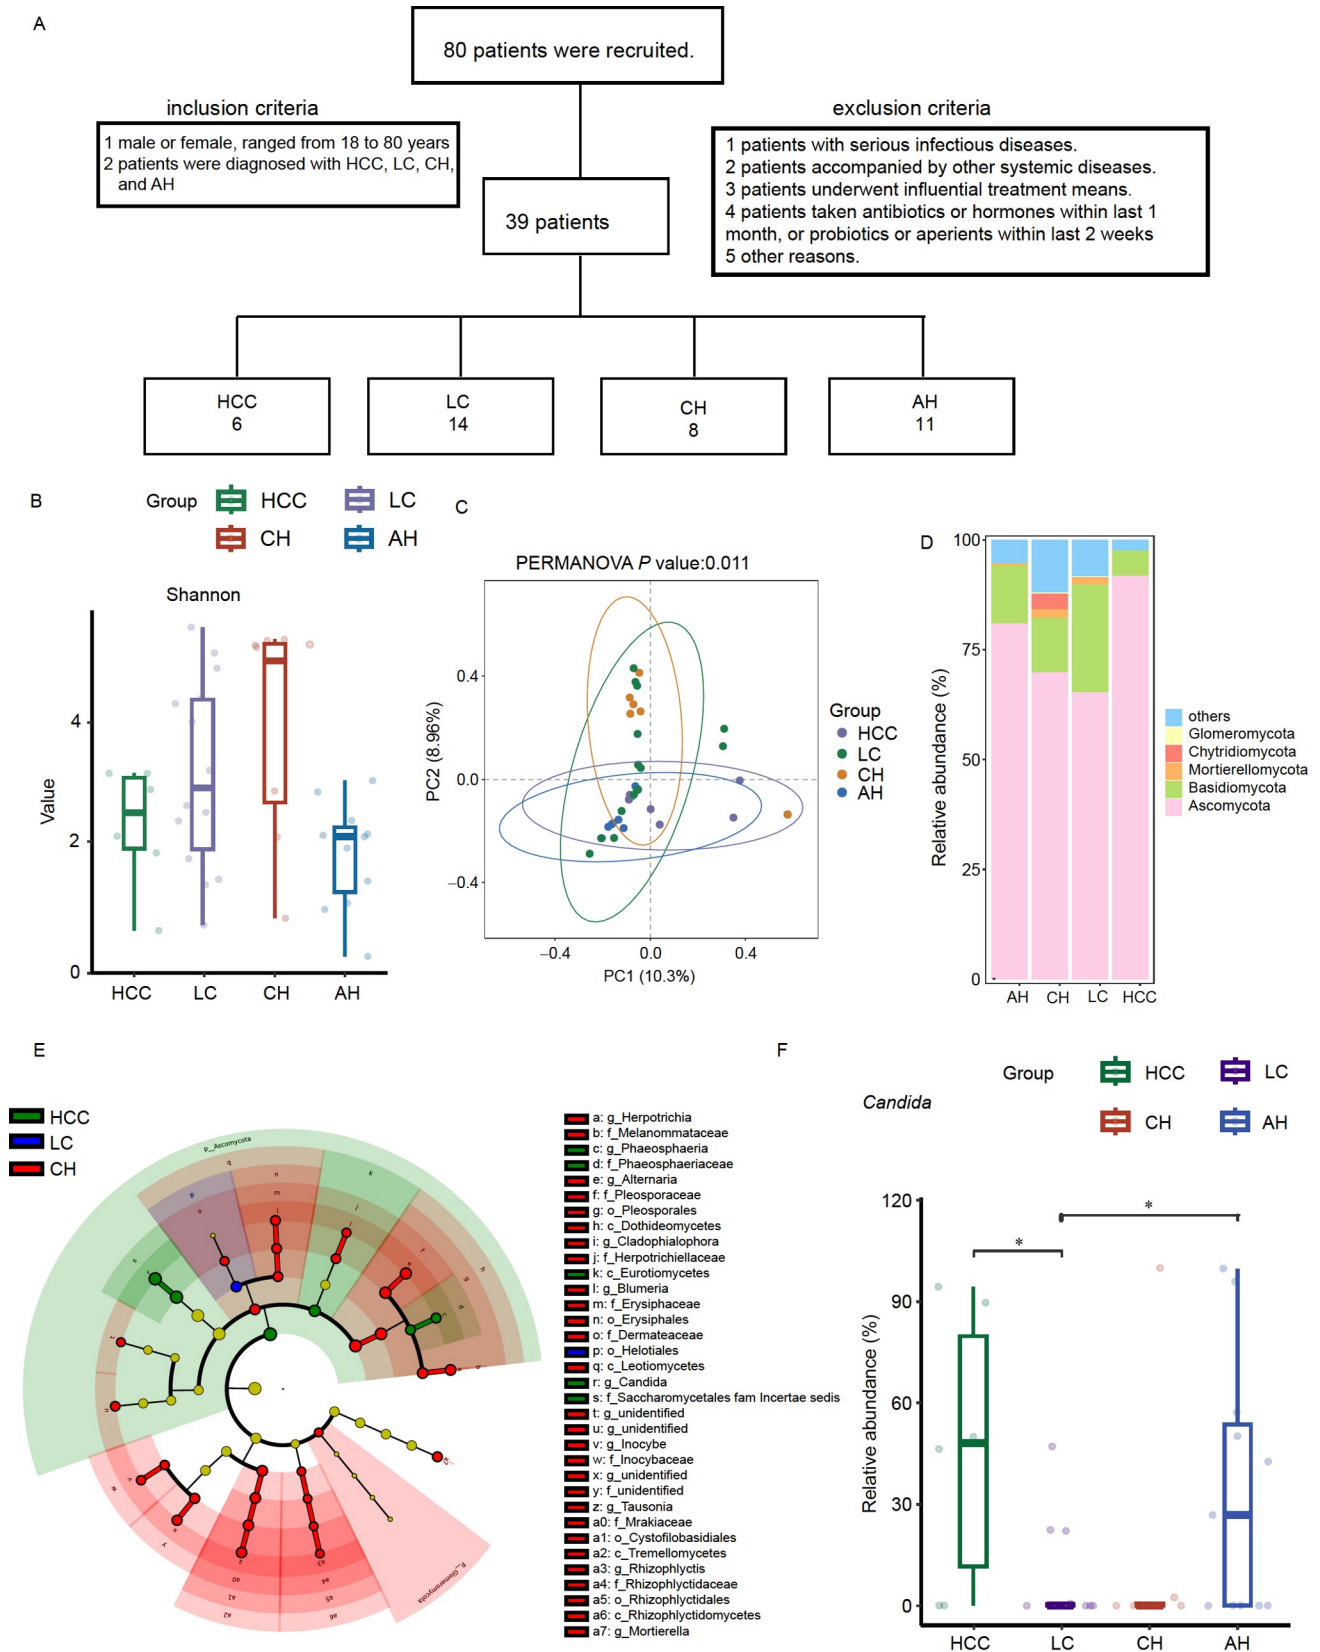 A
80 patients were recruited.
inclusion criteria
1 male or female, ranged from 18 to 80 years
2 patients were diagnosed with HCC, LC, CH,
and AH
exclusion criteria
1 patients with serious infectious diseases.
2 patients accompanied by other systemic diseases.
3 patients underwent influential treatment means.
4 patients taken antibiotics or hormones within last 1
month, or probiotics or aperients within last 2 weeks
5 other reasons.
39 patients
HCC
6
LC
14
CH
8
AH
11
B
Group
HCC
LC
CH
AH
Shannon
Value
4
2
0
HCC
LC
CH
AH
C
PERMANOVA P value:0.011
PC2 (8.96%)
0.4
0.0
−0.4
−0.4
0.0
0.4
PC1 (10.3%)
Group
HCC
LC
CH
AH
D
Relative abundance (%)
100
75
50
25
0
AH
CH
LC
HCC
others
Glomeromycota
Chytridiomycota
Mortierellomycota
Basidiomycota
Ascomycota
E
HCC
LC
CH
p_Ascomycota
q
p
o
n
m
l
k
j
i
f
h
e
c
d
a
b
s
r
t
u
v
w
x
y
z
a0
a1
a2
a3
a4
a5
a6
a7
p_Glomeromycota
a: g_Herpotrichia
b: f_Melanommataceae
c: g_Phaeosphaeria
d: f_Phaeosphaeriaceae
e: g_Alternaria
f: f_Pleosporaceae
g: o_Pleosporales
h: c_Dothideomycetes
i: g_Cladophialophora
j: f_Herpotrichiellaceae
k: c_Eurotiomycetes
l: g_Blumeria
m: f_Erysiphaceae
n: o_Erysiphales
o: f_Dermateaceae
p: o_Helotiales
q: c_Leotiomycetes
r: g_Candida
s: f_Saccharomycetales fam Incertae sedis
t: g_unidentified
u: g_unidentified
v: g_Inocybe
w: f_Inocybaceae
x: g_unidentified
y: f_unidentified
z: g_Tausonia
a0: f_Mrakiaceae
a1: o_Cystofilobasidiales
a2: c_Tremellomycetes
a3: g_Rhizophlyctis
a4: f_Rhizophlyctidaceae
a5: o_Rhizophlyctidales
a6: c_Rhizophlyctidomycetes
a7: g_Mortierella
F
Group
HCC
LC
CH
AH
Candida
Relative abundance (%)
120
90
60
30
0
*
*
HCC
LC
CH
AH